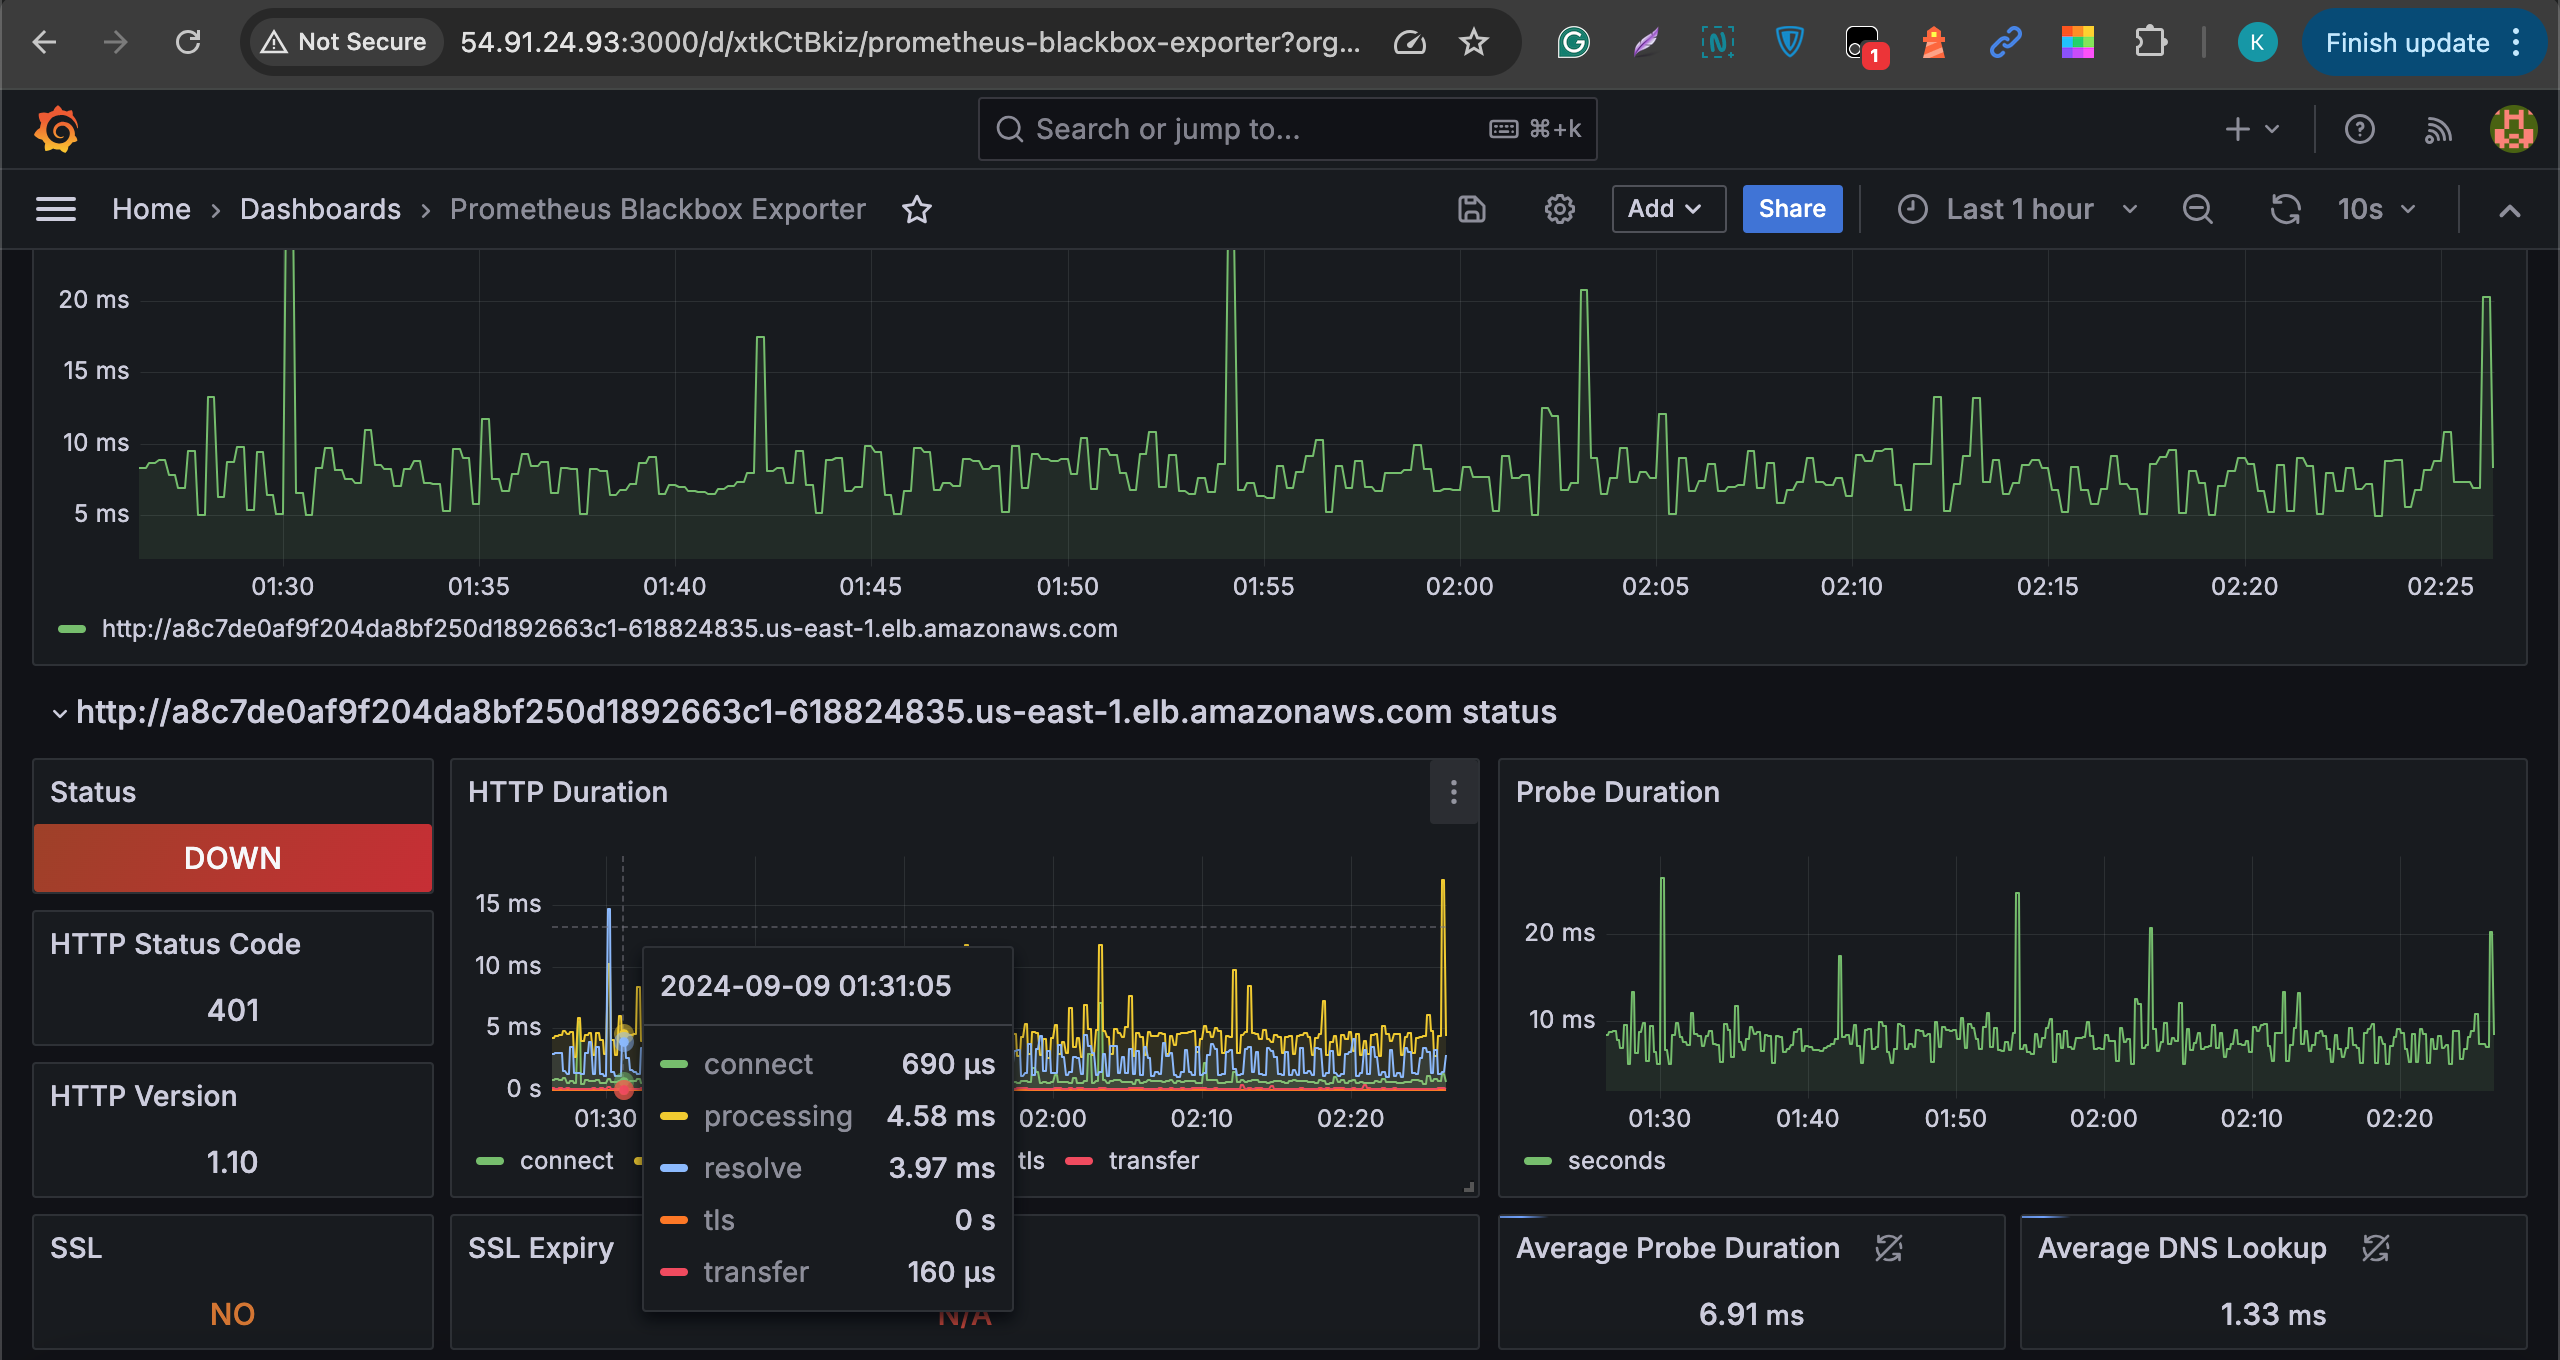 Not Secure 54.91.24.93:3000/d/xtkCtBkiz/prometheus-blackbox-exporter?org... 1 K Finish update
Search or jump to... ⌘+k
Home › Dashboards › Prometheus Blackbox Exporter Add Share Last 1 hour 10s
20 ms
15 ms
10 ms
5 ms
01:30 01:35 01:40 01:45 01:50 01:55 02:00 02:05 02:10 02:15 02:20 02:25
http://a8c7de0af9f204da8bf250d1892663c1-618824835.us-east-1.elb.amazonaws.com
http://a8c7de0af9f204da8bf250d1892663c1-618824835.us-east-1.elb.amazonaws.com status
Status
DOWN
HTTP Status Code
401
HTTP Version
1.10
SSL
NO
HTTP Duration
15 ms
10 ms
5 ms
0 s
01:30 02:00 02:10 02:20
connect tls transfer
2024-09-09 01:31:05
connect 690 µs
processing 4.58 ms
resolve 3.97 ms
tls 0 s
transfer 160 µs
SSL Expiry
N/A
Probe Duration
20 ms
10 ms
01:30 01:40 01:50 02:00 02:10 02:20
seconds
Average Probe Duration
6.91 ms
Average DNS Lookup
1.33 ms